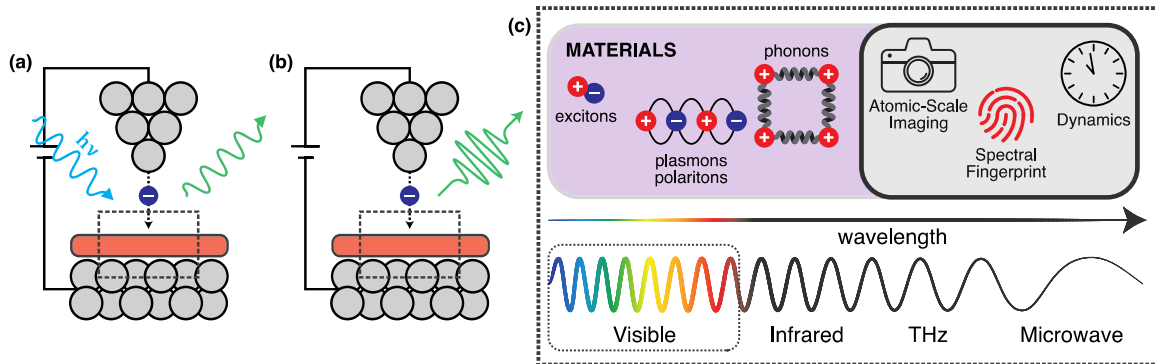 (a)
hν
−
(b)
−
(c)
MATERIALS
+
−
excitons
+
−
+
−
plasmons
polaritons
phonons
+
+
+
+
Atomic-Scale
Imaging
Spectral
Fingerprint
Dynamics
wavelength
Visible
Infrared
THz
Microwave